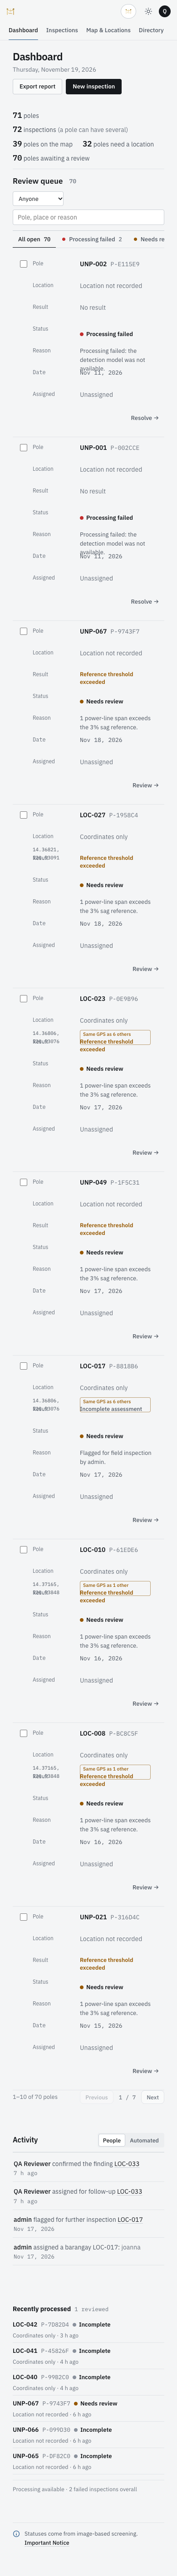 Q
Dashboard Inspections Map & Locations Directory
Dashboard
Thursday, November 19, 2026
Export report New inspection
71 poles
72 inspections (a pole can have several)
39 poles on the map 32 poles need a location
70 poles awaiting a review
Review queue 70
Anyone
Pole, place or reason
All open 70 Processing failed 2 Needs re
Pole UNP-002 P-E115E9
Location Location not recorded
Result No result
Status Processing failed
Reason Processing failed: the
detection model was not
available.
Date Nov 11, 2026
Assigned Unassigned
Resolve →
Pole UNP-001 P-002CCE
Location Location not recorded
Result No result
Status Processing failed
Reason Processing failed: the
detection model was not
available.
Date Nov 11, 2026
Assigned Unassigned
Resolve →
Pole UNP-067 P-9743F7
Location Location not recorded
Result Reference threshold
exceeded
Status Needs review
Reason 1 power-line span exceeds
the 3% sag reference.
Date Nov 18, 2026
Assigned Unassigned
Review →
Pole LOC-027 P-1958C4
Location Coordinates only
14.36821,
Reference threshold
exceeded
Status Needs review
Reason 1 power-line span exceeds
the 3% sag reference.
Date Nov 18, 2026
Assigned Unassigned
Review →
Pole LOC-023 P-0E9B96
Location Coordinates only
14.36806,
Same GPS as 6 others
Reference threshold
exceeded
Status Needs review
Reason 1 power-line span exceeds
the 3% sag reference.
Date Nov 17, 2026
Assigned Unassigned
Review →
Pole UNP-049 P-1F5C31
Location Location not recorded
Result Reference threshold
exceeded
Status Needs review
Reason 1 power-line span exceeds
the 3% sag reference.
Date Nov 17, 2026
Assigned Unassigned
Review →
Pole LOC-017 P-8818B6
Location Coordinates only
14.36806,
Same GPS as 6 others
Incomplete assessment
Status Needs review
Reason Flagged for field inspection
by admin.
Date Nov 17, 2026
Assigned Unassigned
Review →
Pole LOC-010 P-61E0E6
Location Coordinates only
14.37165,
Same GPS as 1 other
Reference threshold
exceeded
Status Needs review
Reason 1 power-line span exceeds
the 3% sag reference.
Date Nov 16, 2026
Assigned Unassigned
Review →
Pole LOC-008 P-BC8C5F
Location Coordinates only
14.37165,
Same GPS as 1 other
Reference threshold
exceeded
Status Needs review
Reason 1 power-line span exceeds
the 3% sag reference.
Date Nov 16, 2026
Assigned Unassigned
Review →
Pole UNP-021 P-316D4C
Location Location not recorded
Result Reference threshold
exceeded
Status Needs review
Reason 1 power-line span exceeds
the 3% sag reference.
Date Nov 15, 2026
Assigned Unassigned
Review →
1–10 of 70 poles Previous 1 / 7 Next
Activity People Automated
QA Reviewer confirmed the finding LOC-033
7 h ago
QA Reviewer assigned for follow-up LOC-033
7 h ago
admin flagged for further inspection LOC-017
Nov 17, 2026
admin assigned a barangay LOC-017: joanna
Nov 17, 2026
Recently processed 1 reviewed
LOC-042 P-7D82D4 Incomplete
Coordinates only · 3 h ago
LOC-041 P-45826F Incomplete
Coordinates only · 4 h ago
LOC-040 P-99B2C0 Incomplete
Coordinates only · 4 h ago
UNP-067 P-9743F7 Needs review
Location not recorded · 6 h ago
UNP-066 P-099D30 Incomplete
Location not recorded · 6 h ago
UNP-065 P-DF82C0 Incomplete
Location not recorded · 6 h ago
Processing available · 2 failed inspections overall
Statuses come from image-based screening.
Important Notice